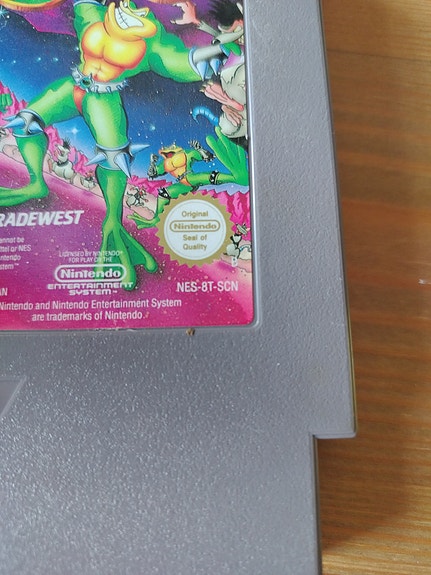 RADEWEST
Original
Nintendo
Seal of
Quality
LICENSED BY NINTENDO
FOR PLAY ON THE
Nintendo
ENTERTAINMENT
SYSTEM™
NES-8T-SCN
Nintendo and Nintendo Entertainment System
are trademarks of Nintendo